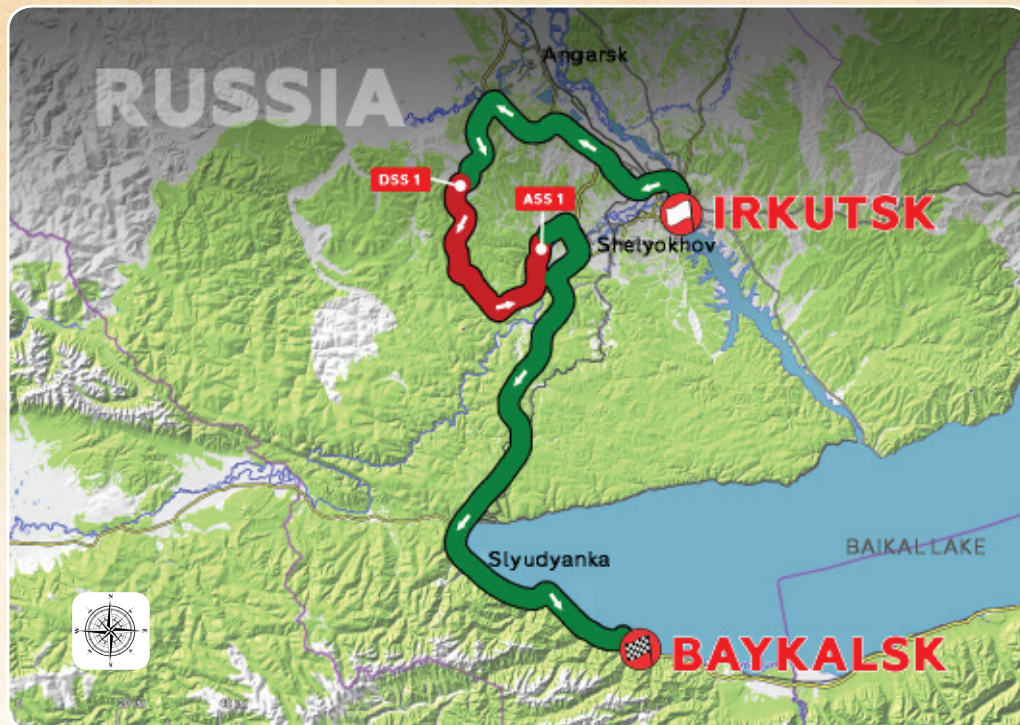 Angarsk
RUSSIA
DSS 1
ASS 1
IRKUTSK
Shelyokhov
BAIKAL LAKE
Slyudyanka
N
W
E
S
BAYKALSK